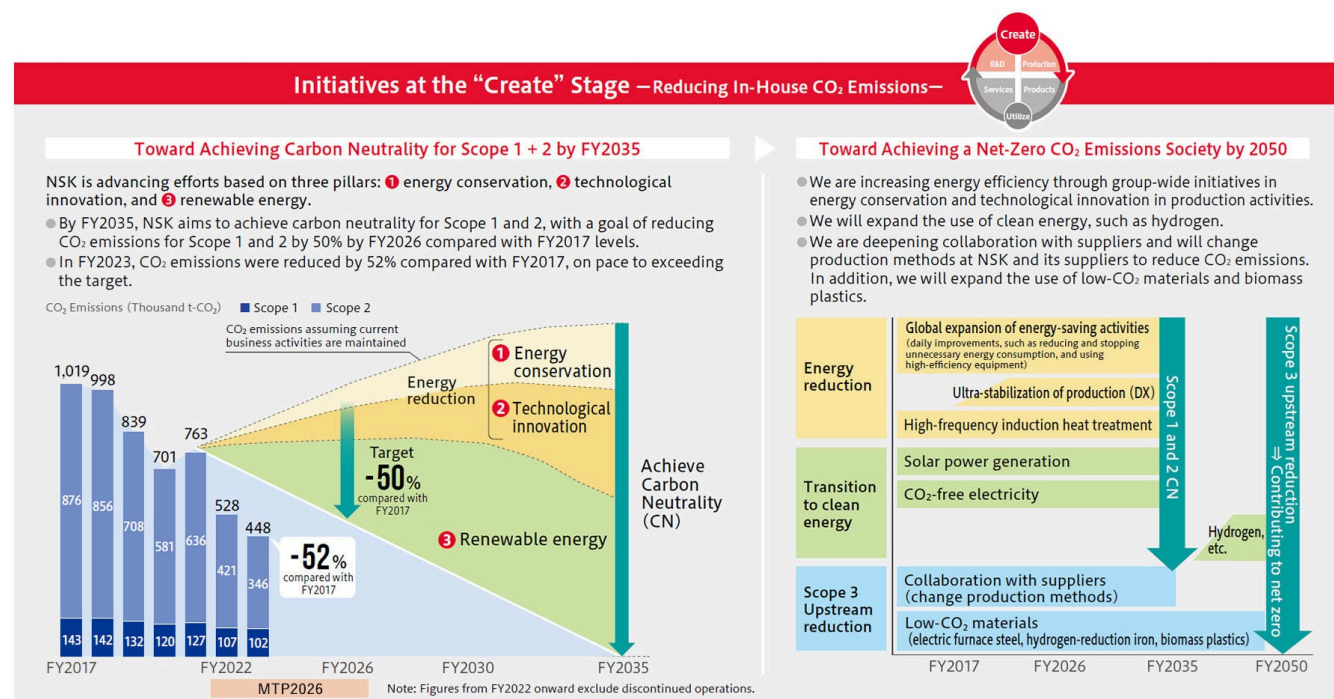 Create
R&D
Production
Services
Products
Utilize
Initiatives at the “Create” Stage —Reducing In-House CO₂ Emissions—
Toward Achieving Carbon Neutrality for Scope 1 + 2 by FY2035
NSK is advancing efforts based on three pillars: ❶ energy conservation, ❷ technological
innovation, and ❸ renewable energy.
● By FY2035, NSK aims to achieve carbon neutrality for Scope 1 and 2, with a goal of reducing
CO₂ emissions for Scope 1 and 2 by 50% by FY2026 compared with FY2017 levels.
● In FY2023, CO₂ emissions were reduced by 52% compared with FY2017, on pace to exceeding
the target.
CO₂ Emissions (Thousand t-CO₂)
Scope 1
Scope 2
CO₂ emissions assuming current
business activities are maintained
1,019
998
839
701
763
528
448
876
856
708
581
636
421
346
143
142
132
120
127
107
102
Energy
reduction
❶ Energy
conservation
❷ Technological
innovation
Target
-50%
compared with
FY2017
❸ Renewable energy
-52%
compared with
FY2017
Achieve
Carbon
Neutrality
(CN)
FY2017
FY2022
FY2026
FY2030
FY2035
MTP2026
Note: Figures from FY2022 onward exclude discontinued operations.
Toward Achieving a Net-Zero CO₂ Emissions Society by 2050
● We are increasing energy efficiency through group-wide initiatives in
energy conservation and technological innovation in production activities.
● We will expand the use of clean energy, such as hydrogen.
● We are deepening collaboration with suppliers and will change
production methods at NSK and its suppliers to reduce CO₂ emissions.
In addition, we will expand the use of low-CO₂ materials and biomass
plastics.
Energy
reduction
Global expansion of energy-saving activities
(daily improvements, such as reducing and stopping
unnecessary energy consumption, and using
high-efficiency equipment)
Ultra-stabilization of production (DX)
High-frequency induction heat treatment
Transition
to clean
energy
Solar power generation
CO₂-free electricity
Hydrogen,
etc.
Scope 3
Upstream
reduction
Collaboration with suppliers
(change production methods)
Low-CO₂ materials
(electric furnace steel, hydrogen-reduction iron, biomass plastics)
Scope 1 and 2 CN
Scope 3 upstream reduction
⇒ Contributing to net zero
FY2017
FY2026
FY2035
FY2050